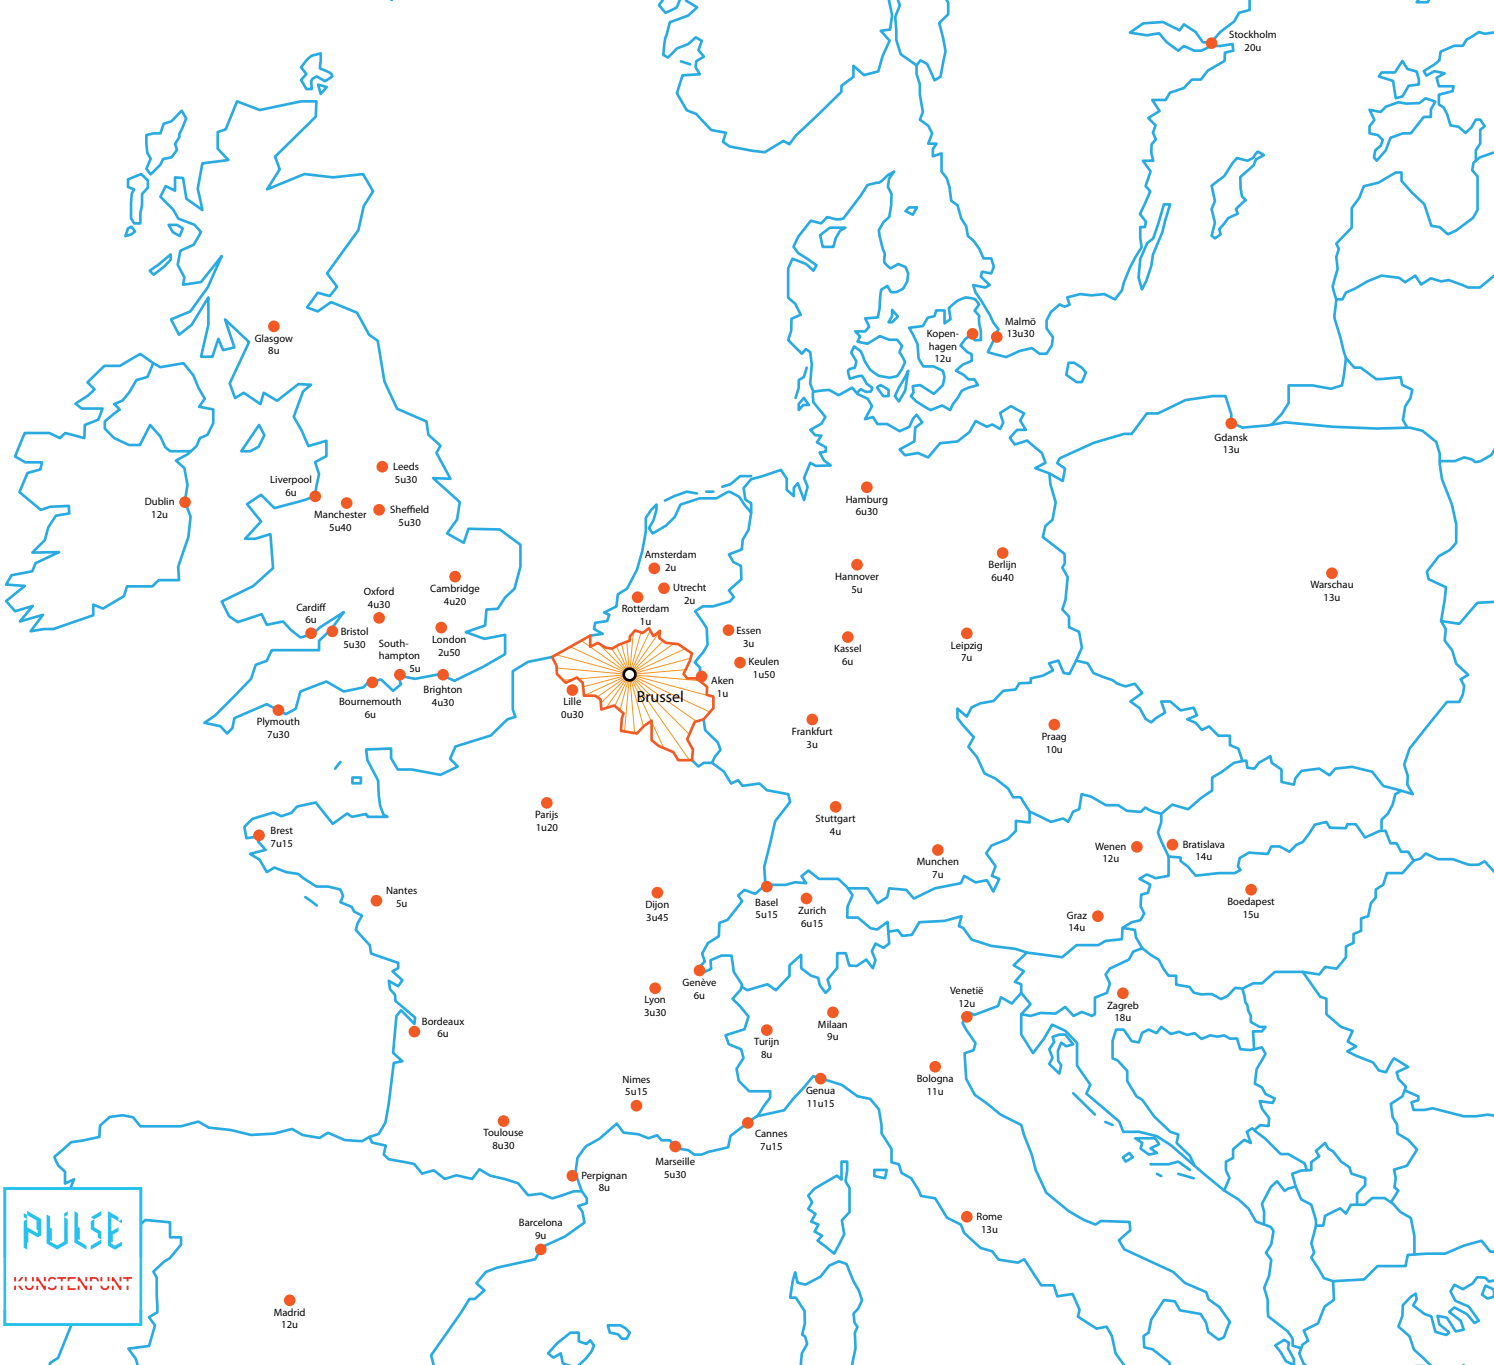 Stockholm
20u
Glasgow
8u
Kopen-
hagen
12u
Malmö
13u30
Gdansk
13u
Leeds
5u30
Liverpool
6u
Manchester
5u40
Sheffield
5u30
Dublin
12u
Hamburg
6u30
Amsterdam
2u
Hannover
5u
Berlijn
6u40
Warschau
13u
Utrecht
2u
Rotterdam
1u
Cambridge
4u20
Oxford
4u30
Cardiff
6u
Bristol
5u30
London
2u50
South-
hampton
5u
Essen
3u
Keulen
1u50
Kassel
6u
Leipzig
7u
Aken
1u
Brussel
Lille
0u30
Brighton
4u30
Bournemouth
6u
Plymouth
7u30
Frankfurt
3u
Praag
10u
Parijs
1u20
Stuttgart
4u
Brest
7u15
Munchen
7u
Wenen
12u
Bratislava
14u
Nantes
5u
Dijon
3u45
Basel
5u15
Zurich
6u15
Graz
14u
Boedapest
15u
Genève
6u
Lyon
3u30
Venetië
12u
Zagreb
18u
Bordeaux
6u
Milaan
9u
Turijn
8u
Bologna
11u
Nimes
5u15
Genua
11u15
Toulouse
8u30
Cannes
7u15
Marseille
5u30
Perpignan
8u
Barcelona
9u
Rome
13u
PULSE
KUNSTENPUNT
Madrid
12u